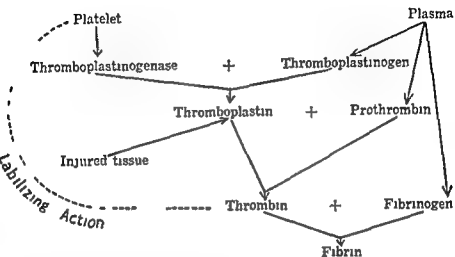 Platelet Plasma
Thromboplastinogenase + Thromboplastinogen
Thromboplastin + Prothrombin
Injured tissue
Labilizing Action
Thrombin + Fibrinogen
Fibrin